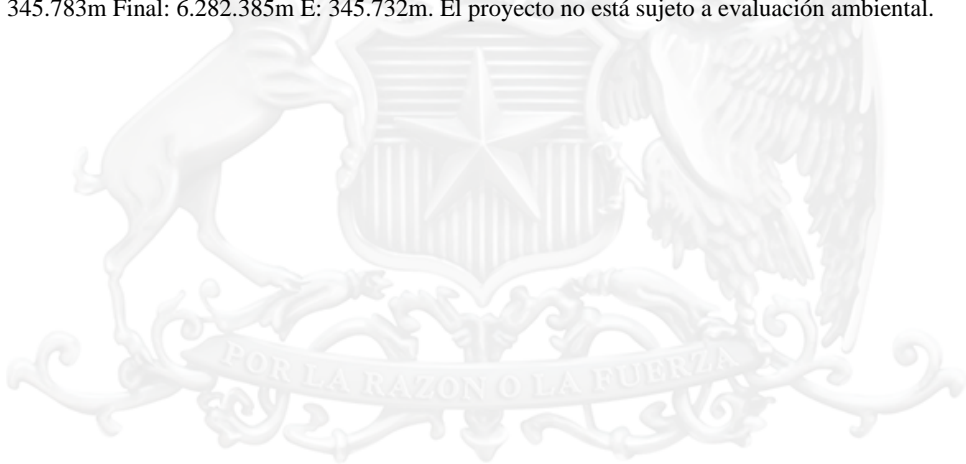 345.783m Final: 6.282.385m E: 345.732m. El proyecto no está sujeto a evaluación ambiental.
POR LA RAZON O LA FUERZA